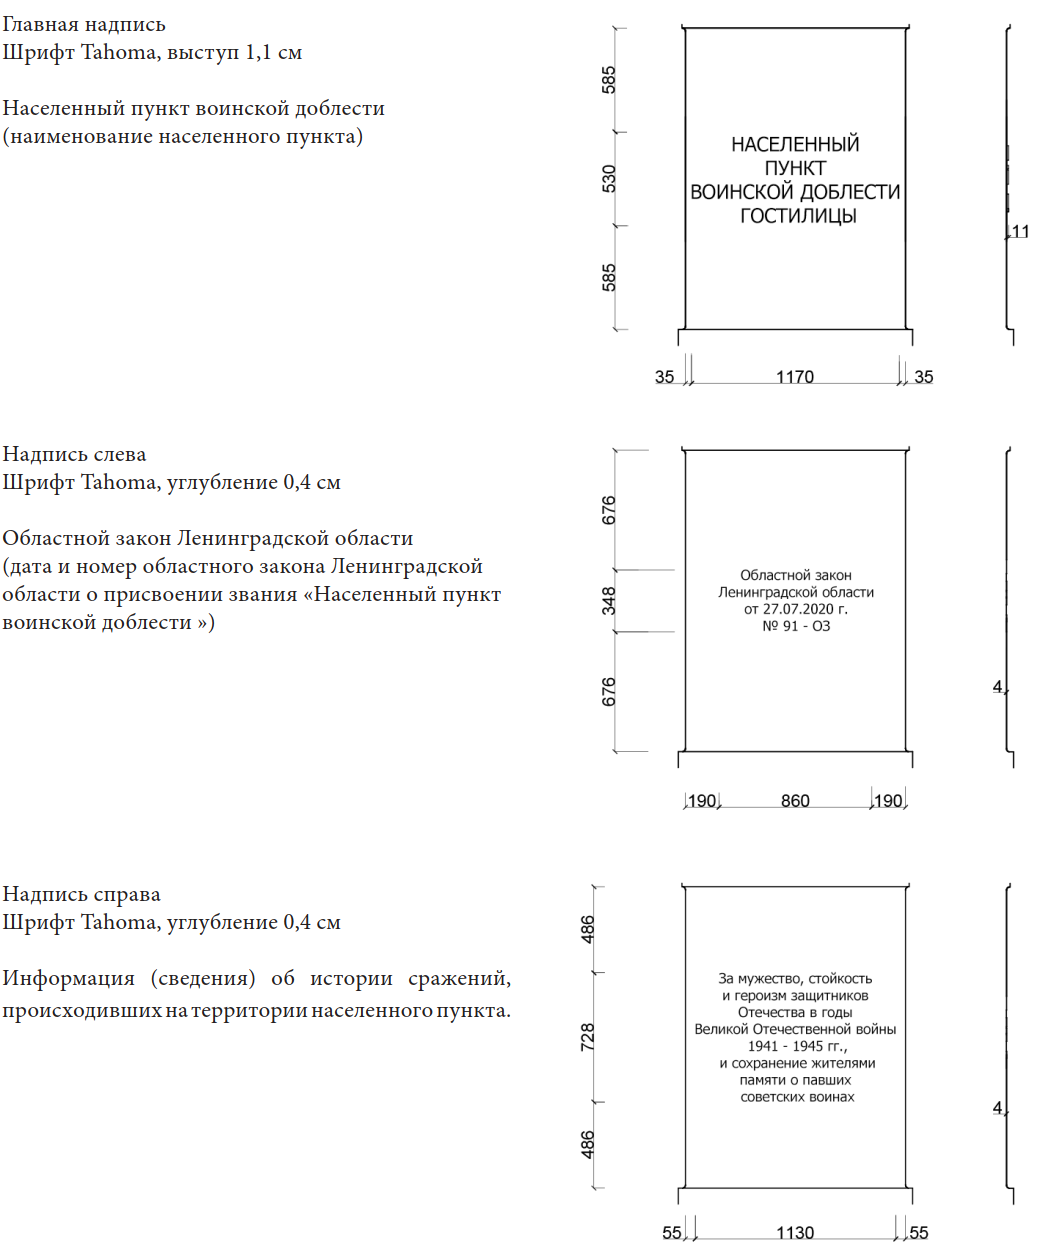 Главная надпись
Шрифт Tahoma, выступ 1,1 см
Населенный пункт воинской доблести
(наименование населенного пункта)
585
530
585
НАСЕЛЕННЫЙ
ПУНКТ
ВОИНСКОЙ ДОБЛЕСТИ
ГОСТИЛИЦЫ
11
35
1170
35
Надпись слева
Шрифт Tahoma, углубление 0,4 см
Областной закон Ленинградской области
(дата и номер областного закона Ленинградской
области о присвоении звания «Населенный пункт
воинской доблести »)
676
348
676
Областной закон
Ленинградской области
от 27.07.2020 г.
№ 91 - ОЗ
4
190
860
190
Надпись справа
Шрифт Tahoma, углубление 0,4 см
Информация (сведения) об истории сражений,
происходивших на территории населенного пункта.
486
728
486
За мужество, стойкость
и героизм защитников
Отечества в годы
Великой Отечественной войны
1941 - 1945 гг.,
и сохранение жителями
памяти о павших
советских воинах
4
55
1130
55